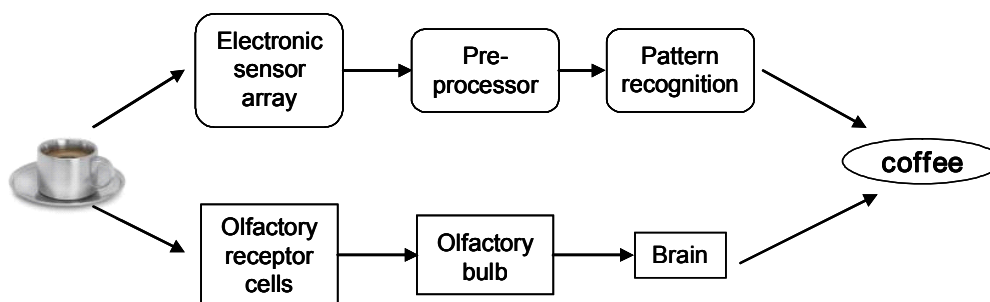 Electronic
sensor
array
Pre-
processor
Pattern
recognition
coffee
Olfactory
receptor
cells
Olfactory
bulb
Brain